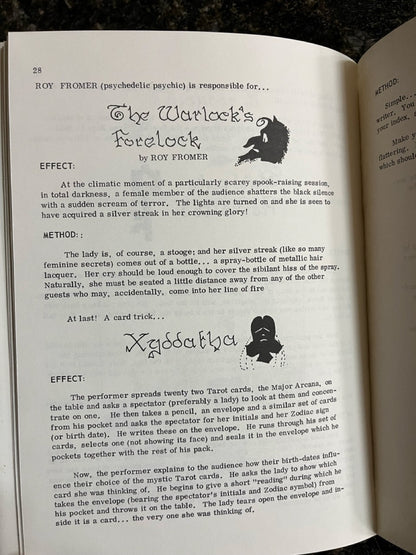 28
ROY FROMER (psychedelic psychic) is responsible for...
The Warlock's
Forelock
by ROY FROMER
EFFECT:
At the climatic moment of a particularly scarey spook-raising session,
in total darkness, a female member of the audience shatters the black silence
with a sudden scream of terror. The lights are turned on and she is seen to
have acquired a silver streak in her crowning glory!
METHOD::
The lady is, of course, a stooge; and her silver streak (like so many
feminine secrets) comes out of a bottle... a spray-bottle of metallic hair
laquer. Her cry should be loud enough to cover the sibilant hiss of the spray.
Naturally, she must be seated a little distance away from any of the other
guests who may, accidentally, come into her line of fire
At last! A card trick...
Xyddatha
EFFECT:
The performer spreads twenty two Tarot cards, the Major Arcana, on
the table and asks a spectator (preferably a lady) to look at them and concen-
trate on one. He then takes a pencil, an envelope and a similar set of cards
from his pocket and asks the spectator for her initials and her Zodiac sign
(or birth date). He writes these on the envelope. He runs through his set of
cards, selects one (not showing its face) and seals it in the envelope which he
pockets together with the rest of his pack.
Now, the performer explains to the audience how their birth-dates influ-
ence their choice of the mystic Tarot cards. He asks the lady to show which
card she was thinking of. He begins to give a short "reading" during which he
takes the envelope (bearing the spectator's initials and Zodiac symbol) from
his pocket and throws it on the table. The lady tears open the envelope and in-
side it is a card... the very one she was thinking of.
METHOD:
Simple...
writer. You
your index,
Make y
flattering.
which shou